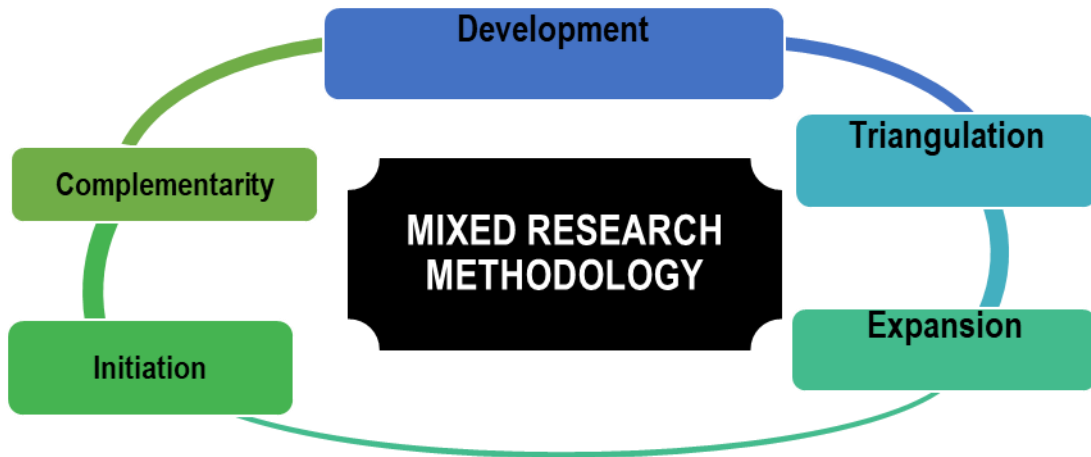 Development
Triangulation
Complementarity
MIXED RESEARCH
METHODOLOGY
Expansion
Initiation